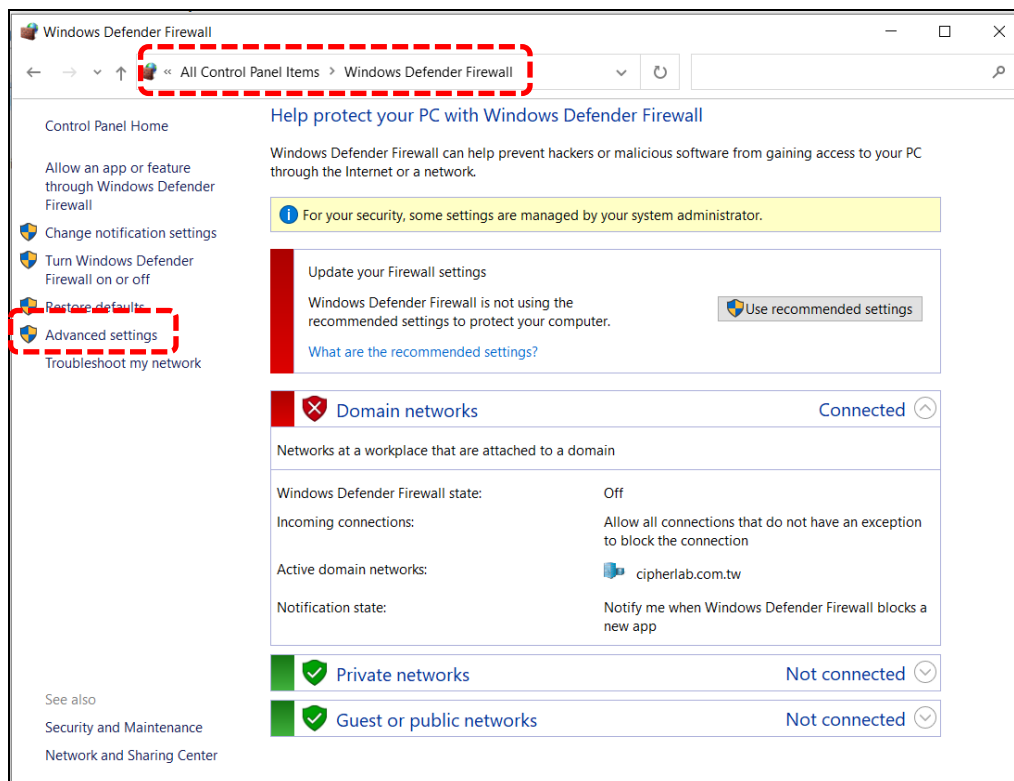 Windows Defender Firewall
« All Control Panel Items > Windows Defender Firewall
Control Panel Home
Allow an app or feature
through Windows Defender
Firewall
Change notification settings
Turn Windows Defender
Firewall on or off
Restore defaults
Advanced settings
Troubleshoot my network
See also
Security and Maintenance
Network and Sharing Center
Help protect your PC with Windows Defender Firewall
Windows Defender Firewall can help prevent hackers or malicious software from gaining access to your PC
through the Internet or a network.
For your security, some settings are managed by your system administrator.
Update your Firewall settings
Windows Defender Firewall is not using the
recommended settings to protect your computer.
Use recommended settings
What are the recommended settings?
Domain networks Connected
Networks at a workplace that are attached to a domain
Windows Defender Firewall state: Off
Incoming connections: Allow all connections that do not have an exception
to block the connection
Active domain networks: cipherlab.com.tw
Notification state: Notify me when Windows Defender Firewall blocks a
new app
Private networks Not connected
Guest or public networks Not connected